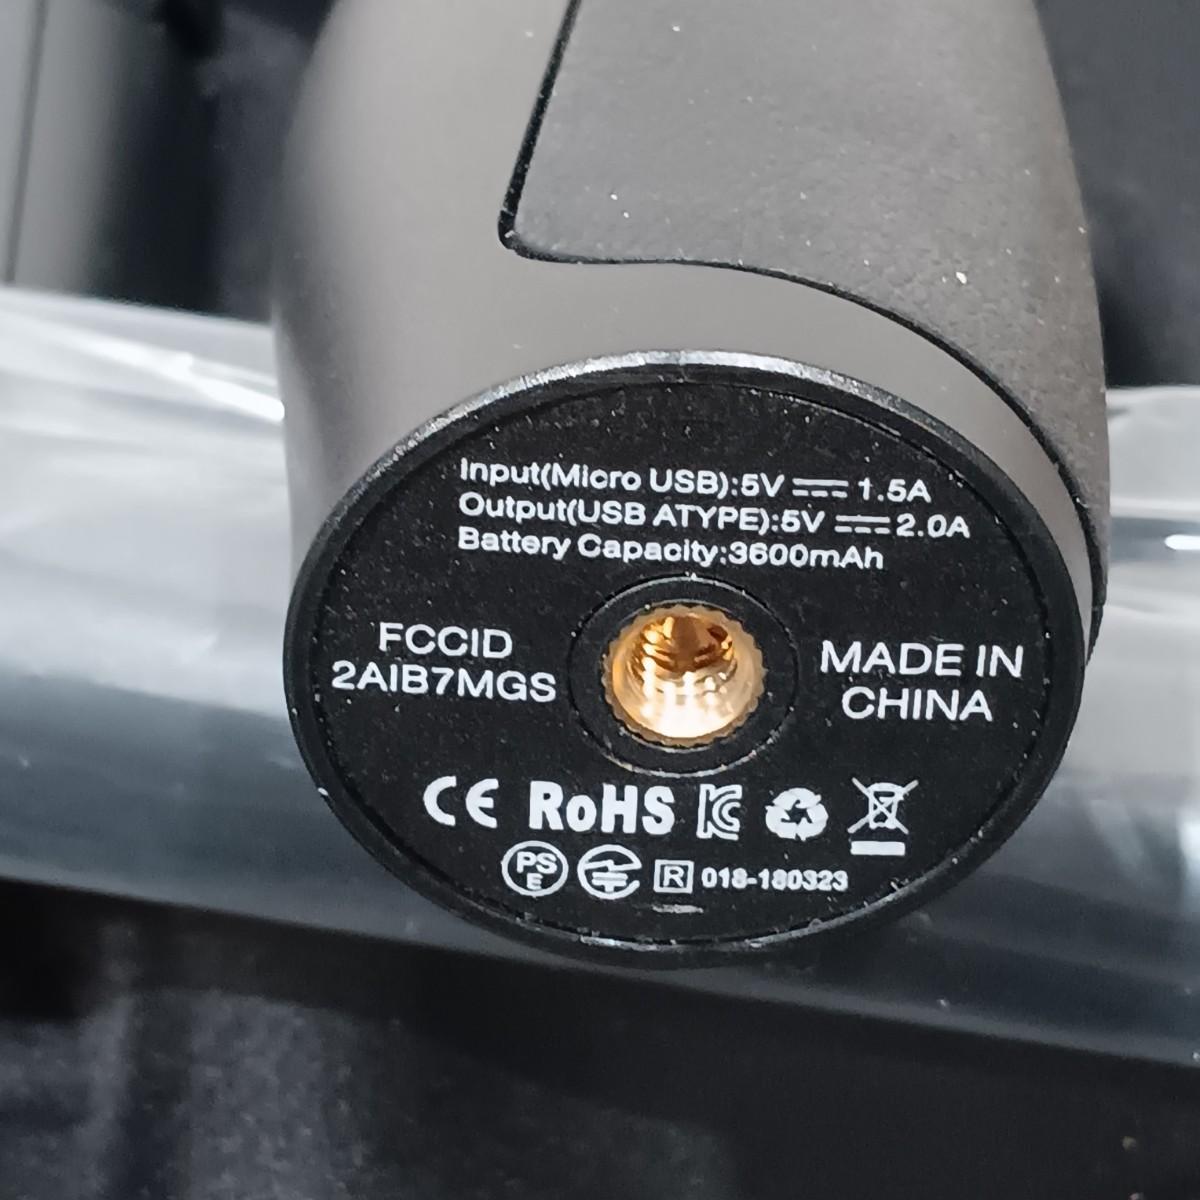 Input(Micro USB):5V ⎓ 1.5A
Output(USB ATYPE):5V ⎓ 2.0A
Battery Capacity:3600mAh
FCCID
2AIB7MGS
MADE IN
CHINA
CE RoHS
PS E R 018-180323